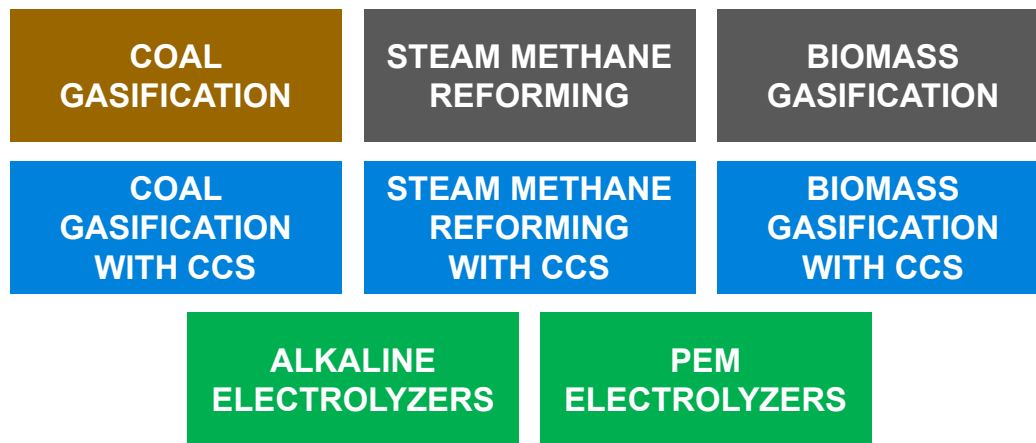 COAL
GASIFICATION
STEAM METHANE
REFORMING
BIOMASS
GASIFICATION
COAL
GASIFICATION
WITH CCS
STEAM METHANE
REFORMING
WITH CCS
BIOMASS
GASIFICATION
WITH CCS
ALKALINE
ELECTROLYZERS
PEM
ELECTROLYZERS